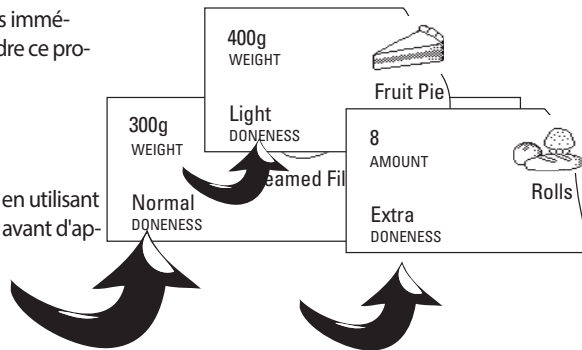 s immé-
dre ce pro-
en utilisant
avant d'ap-
400g
WEIGHT
Fruit Pie
Light
DONENESS
300g
WEIGHT
eamed Fil
Normal
DONENESS
8
AMOUNT
Rolls
Extra
DONENESS